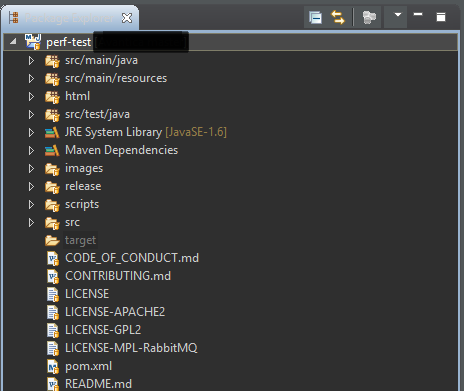 perf-test
src/main/java
src/main/resources
html
src/test/java
JRE System Library [JavaSE-1.6]
Maven Dependencies
images
release
scripts
src
target
CODE_OF_CONDUCT.md
CONTRIBUTING.md
LICENSE
LICENSE-APACHE2
LICENSE-GPL2
LICENSE-MPL-RabbitMQ
pom.xml
README.md